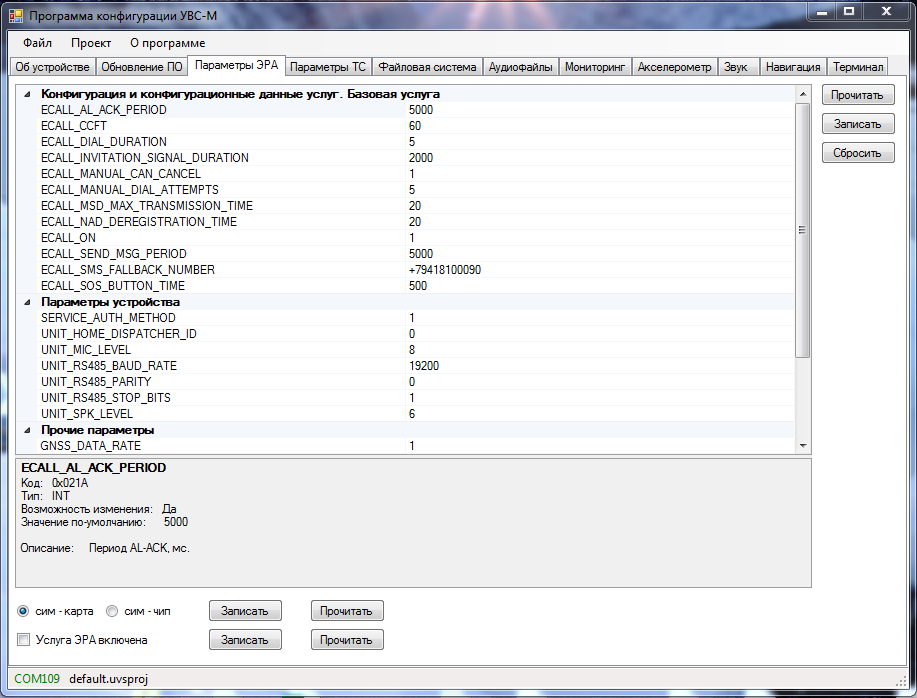 Программа конфигурации УВС-М
Файл Проект О программе
Об устройстве Обновление ПО Параметры ЭРА Параметры ТС Файловая система Аудиофайлы Мониторинг Акселерометр Звук Навигация Терминал
Конфигурация и конфигурационные данные услуг. Базовая услуга
ECALL_AL_ACK_PERIOD 5000
ECALL_CCFT 60
ECALL_DIAL_DURATION 5
ECALL_INVITATION_SIGNAL_DURATION 2000
ECALL_MANUAL_CAN_CANCEL 1
ECALL_MANUAL_DIAL_ATTEMPTS 5
ECALL_MSD_MAX_TRANSMISSION_TIME 20
ECALL_NAD_DEREGISTRATION_TIME 20
ECALL_ON 1
ECALL_SEND_MSG_PERIOD 5000
ECALL_SMS_FALLBACK_NUMBER +79418100090
ECALL_SOS_BUTTON_TIME 500
Параметры устройства
SERVICE_AUTH_METHOD 1
UNIT_HOME_DISPATCHER_ID 0
UNIT_MIC_LEVEL 8
UNIT_RS485_BAUD_RATE 19200
UNIT_RS485_PARITY 0
UNIT_RS485_STOP_BITS 1
UNIT_SPK_LEVEL 6
Прочие параметры
GNSS_DATA_RATE 1
Прочитать
Записать
Сбросить
ECALL_AL_ACK_PERIOD
Код: 0x021A
Тип: INT
Возможность изменения: Да
Значение по-умолчанию: 5000
Описание: Период AL-ACK, мс.
сим - карта сим - чип Записать Прочитать
Услуга ЭРА включена Записать Прочитать
COM109 default.uvsproj